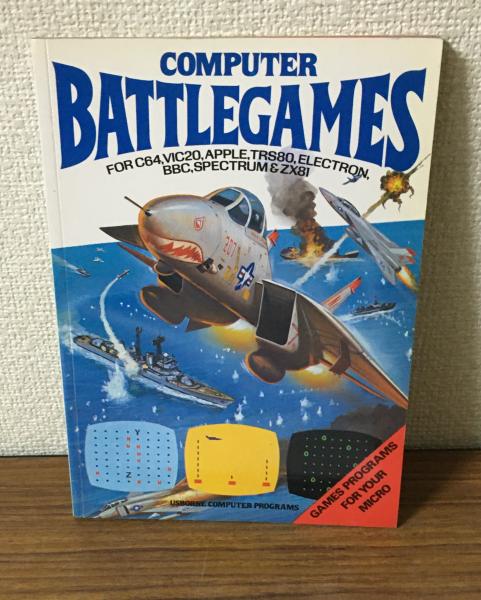 COMPUTER
BATTLEGAMES
FOR C64,VIC20,APPLE,TRS80,ELECTRON,
BBC,SPECTRUM & ZX81
207
Y
Z
GAMES PROGRAMS
FOR YOUR
MICRO
USBORNE COMPUTER PROGRAMS